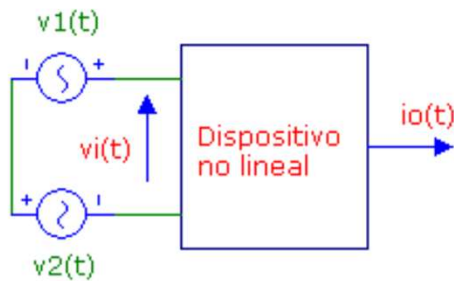 v1(t)
vi(t)
Dispositivo
no lineal
io(t)
v2(t)